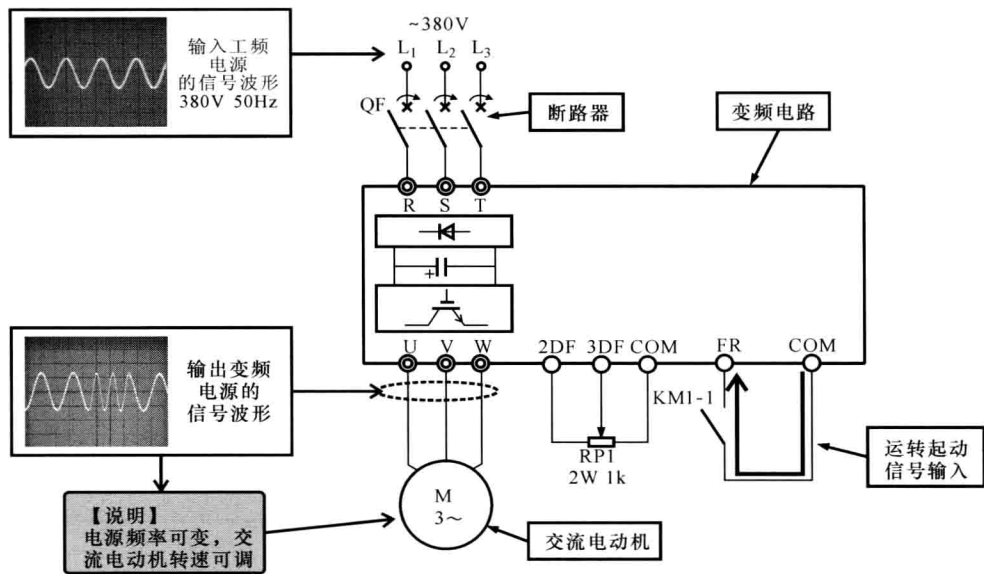 ~380V
L1 L2 L3
输入工频
电源
的信号波形
380V 50Hz
QF
断路器
变频电路
R S T
+
U V W
2DF 3DF COM FR COM
输出变频
电源的
信号波形
KM1-1
RP1
2W 1k
运转起动
信号输入
M
3~
【说明】
电源频率可变，交
流电动机转速可调
交流电动机